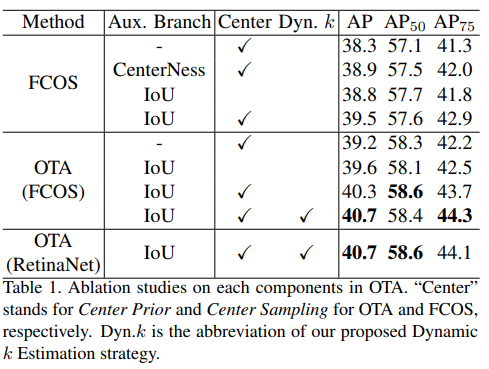 Method Aux. Branch Center Dyn. k AP AP50 AP75
FCOS
- ✓ 38.3 57.1 41.3
CenterNess ✓ 38.9 57.5 42.0
IoU 38.8 57.7 41.8
IoU ✓ 39.5 57.6 42.9
OTA
(FCOS)
- ✓ 39.2 58.3 42.2
IoU 39.6 58.1 42.5
IoU ✓ 40.3 58.6 43.7
IoU ✓ ✓ 40.7 58.4 44.3
OTA
(RetinaNet)
IoU ✓ ✓ 40.7 58.6 44.1
Table 1. Ablation studies on each components in OTA. “Center”
stands for Center Prior and Center Sampling for OTA and FCOS,
respectively. Dyn.k is the abbreviation of our proposed Dynamic
k Estimation strategy.